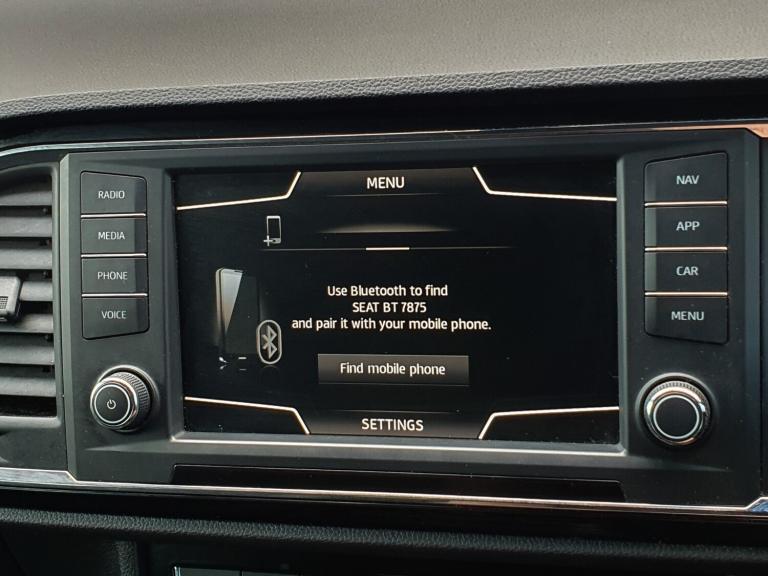 RADIO
MEDIA
PHONE
VOICE
MENU
Use Bluetooth to find
SEAT BT 7875
and pair it with your mobile phone.
Find mobile phone
SETTINGS
NAV
APP
CAR
MENU